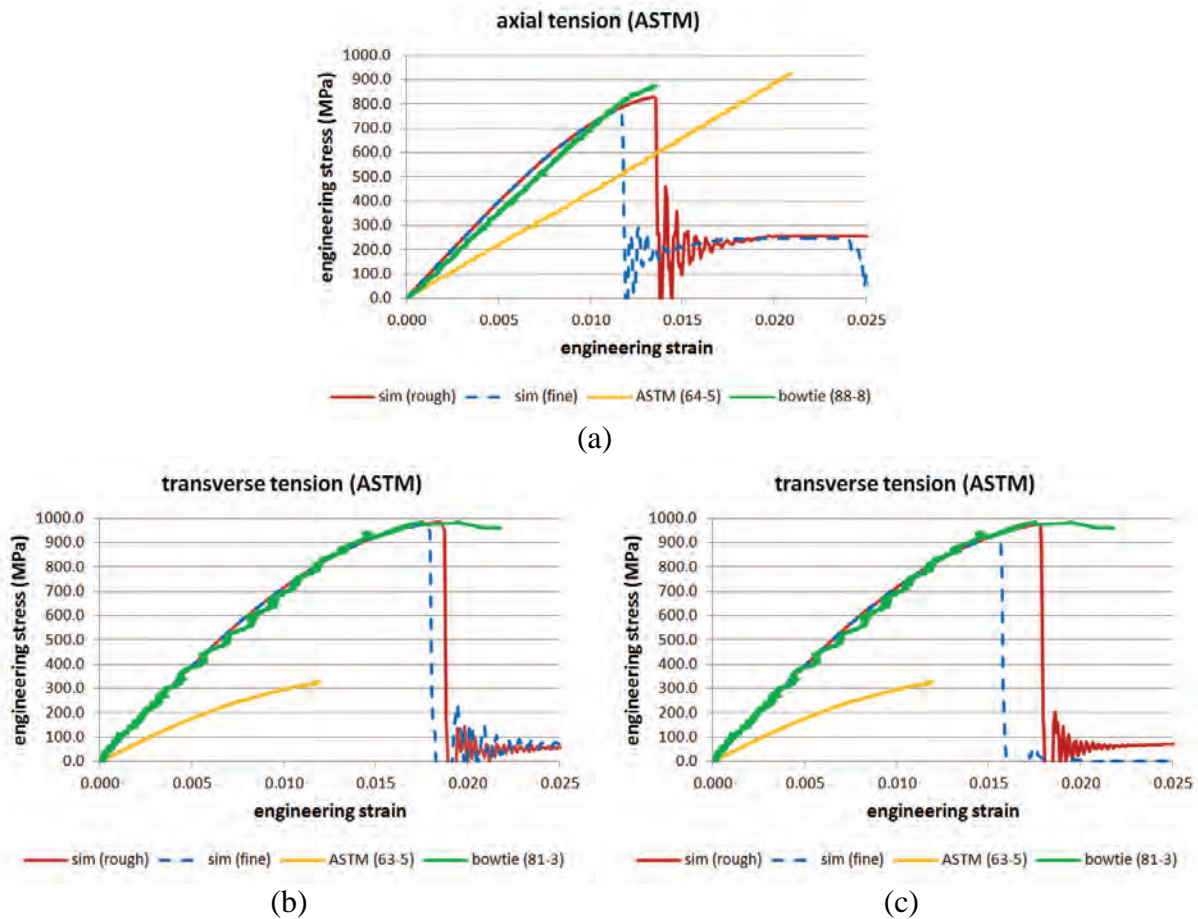 axial tension (ASTM)
engineering stress (MPa)
1000.0
900.0
800.0
700.0
600.0
500.0
400.0
300.0
200.0
100.0
0.0
0.000 0.005 0.010 0.015 0.020 0.025
engineering strain
sim (rough) sim (fine) ASTM (64-5) bowtie (88-8)
(a)
transverse tension (ASTM)
engineering stress (MPa)
1000.0
900.0
800.0
700.0
600.0
500.0
400.0
300.0
200.0
100.0
0.0
0.000 0.005 0.010 0.015 0.020 0.025
engineering strain
sim (rough) sim (fine) ASTM (63-5) bowtie (81-3)
(b)
transverse tension (ASTM)
engineering stress (MPa)
1000.0
900.0
800.0
700.0
600.0
500.0
400.0
300.0
200.0
100.0
0.0
0.000 0.005 0.010 0.015 0.020 0.025
engineering strain
sim (rough) sim (fine) ASTM (63-5) bowtie (81-3)
(c)